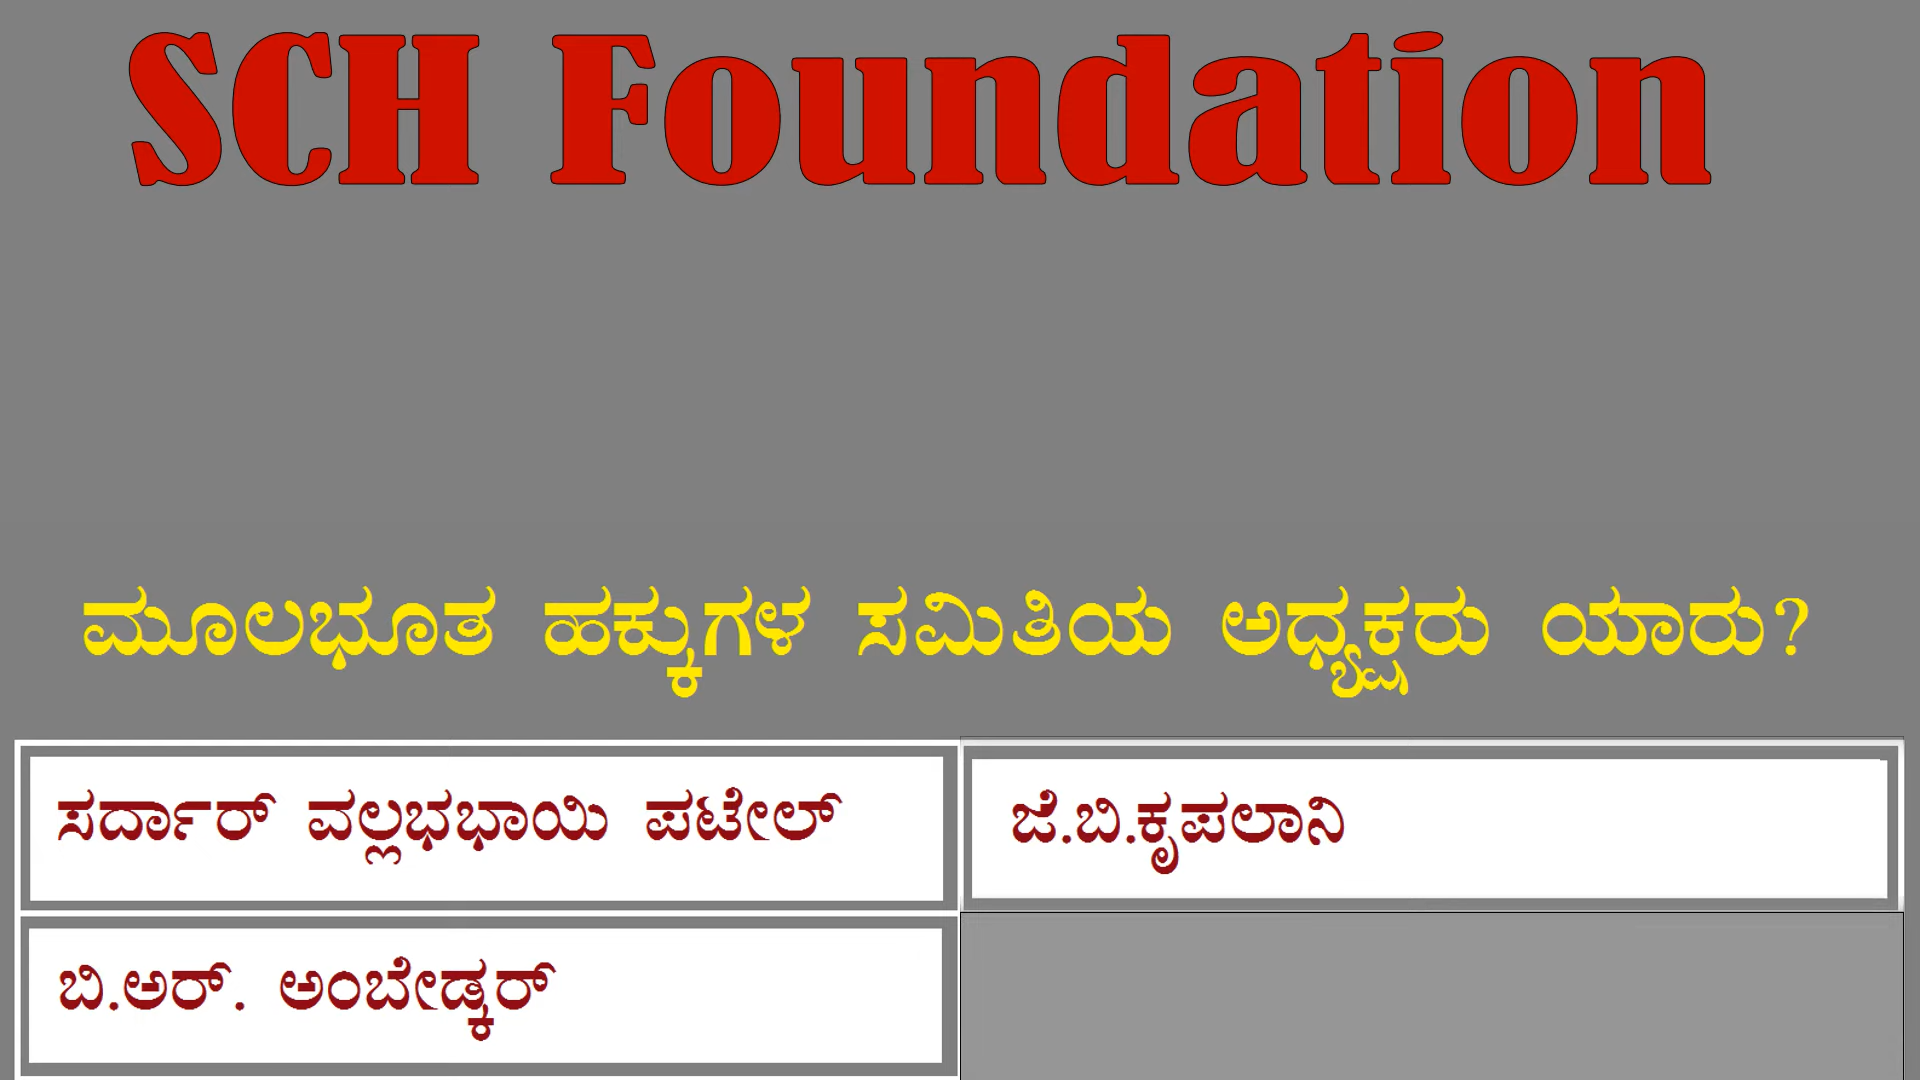 SCH Foundation
ಮೂಲಭೂತ ಹಕ್ಕುಗಳ ಸಮಿತಿಯ ಅಧ್ಯಕ್ಷರು ಯಾರು?
ಸರ್ದಾರ್ ವಲ್ಲಭಭಾಯಿ ಪಟೇಲ್
ಜೆ.ಬಿ.ಕೃಪಲಾನಿ
ಬಿ.ಅರ್. ಅಂಬೇಡ್ಕರ್